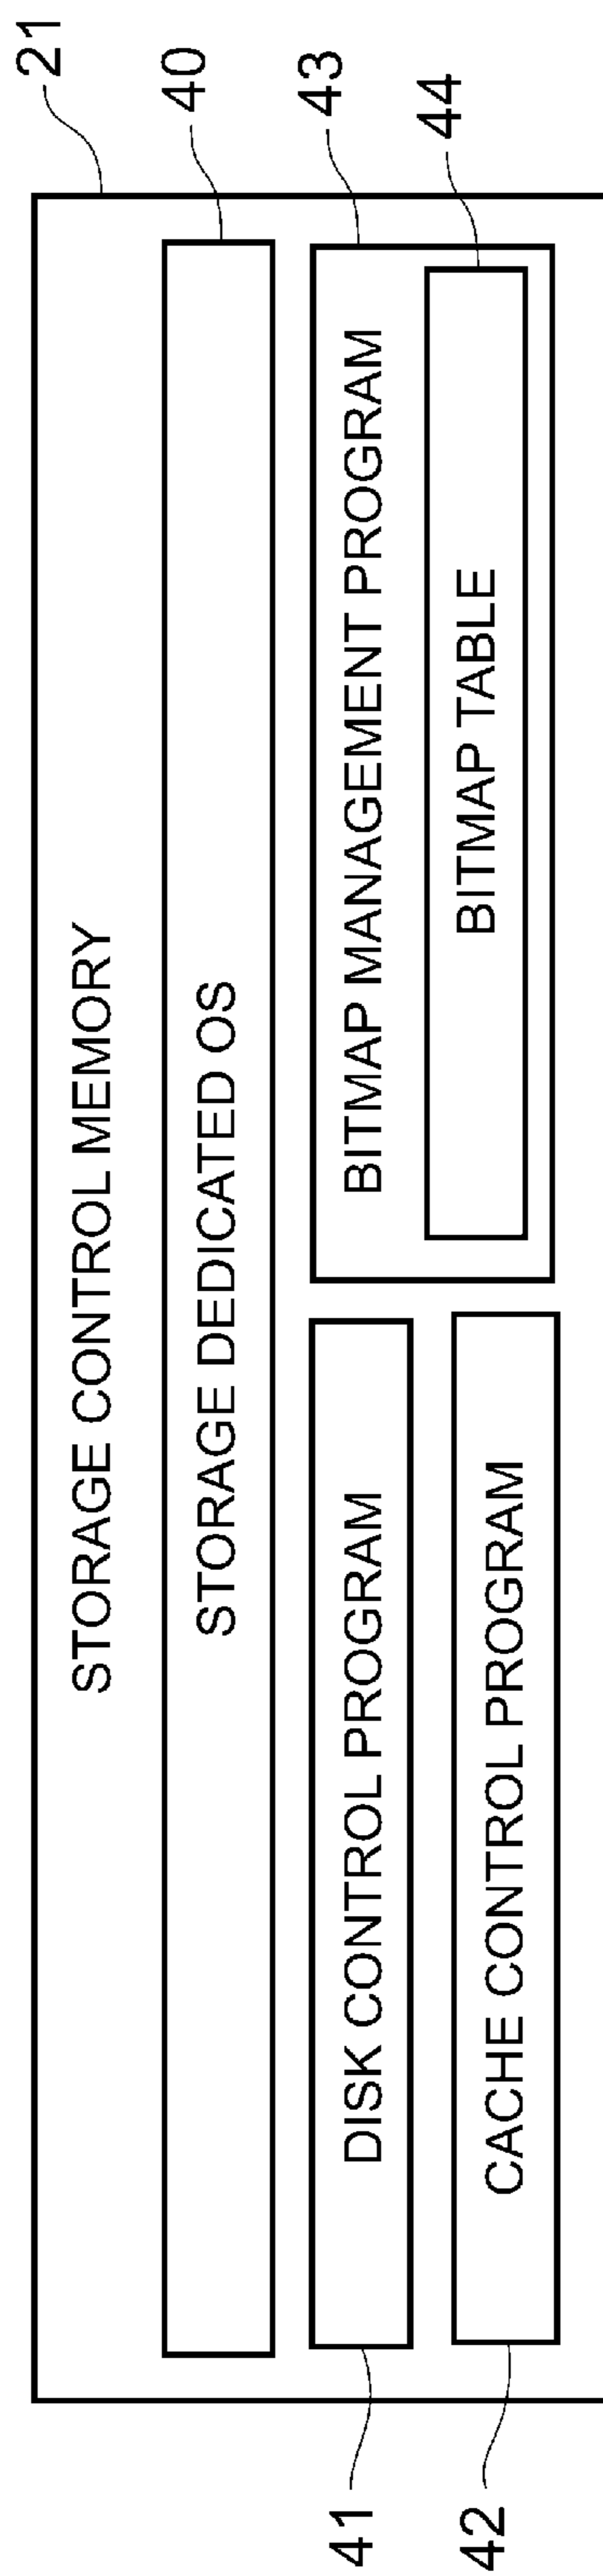 21
STORAGE CONTROL MEMORY
40
STORAGE DEDICATED OS
43
BITMAP MANAGEMENT PROGRAM
44
BITMAP TABLE
41
DISK CONTROL PROGRAM
42
CACHE CONTROL PROGRAM